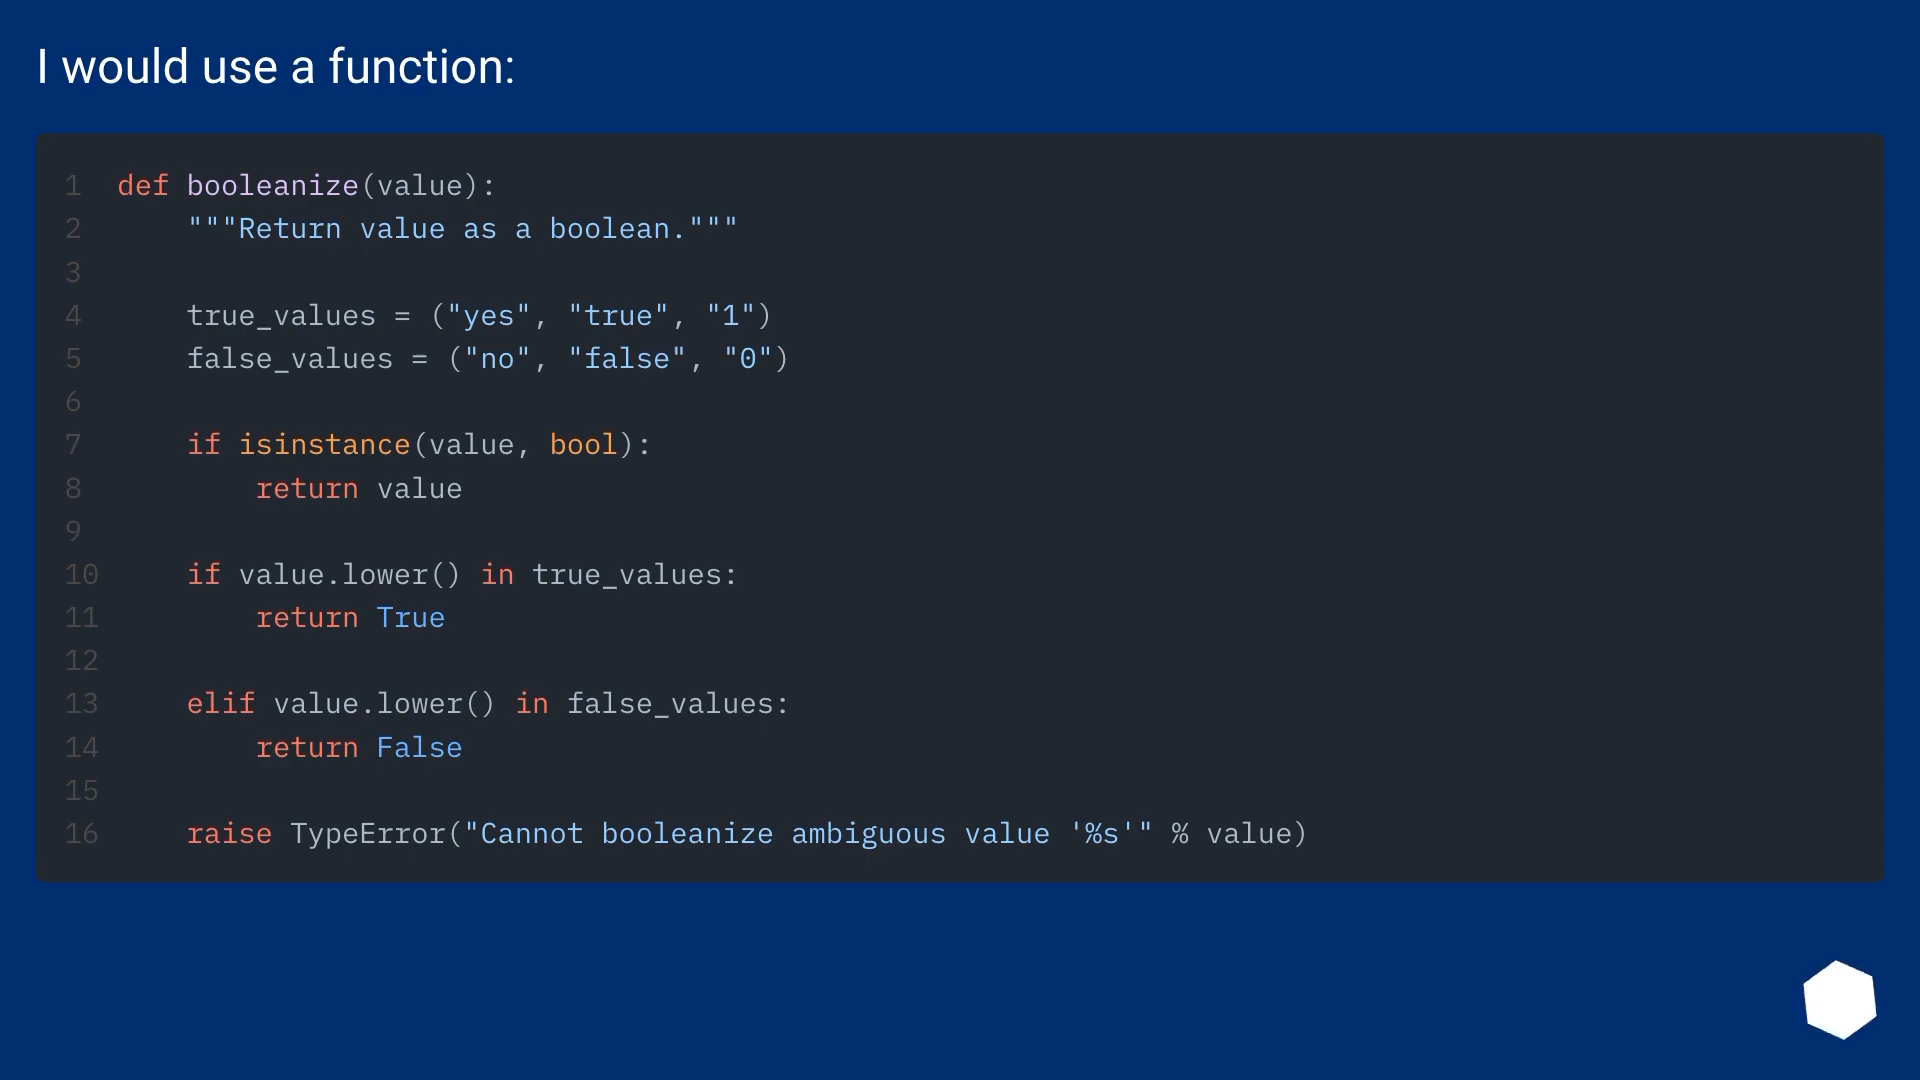 I would use a function:
1 def booleanize(value):
2     """Return value as a boolean."""
3
4     true_values = ("yes", "true", "1")
5     false_values = ("no", "false", "0")
6
7     if isinstance(value, bool):
8         return value
9
10     if value.lower() in true_values:
11         return True
12
13     elif value.lower() in false_values:
14         return False
15
16     raise TypeError("Cannot booleanize ambiguous value '%s'" % value)